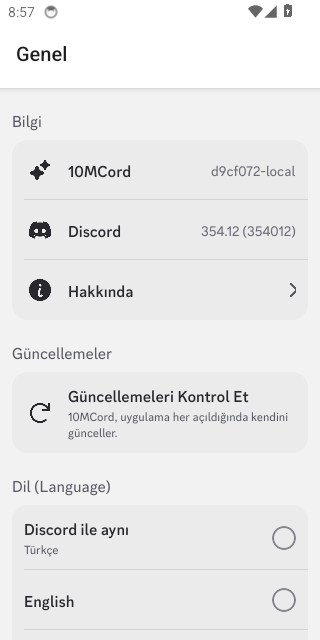 8:57
Genel
Bilgi
10MCord d9cf072-local
Discord 354.12 (354012)
Hakkında
Güncellemeler
Güncellemeleri Kontrol Et
10MCord, uygulama her açıldığında kendini
günceller.
Dil (Language)
Discord ile aynı
Türkçe
English